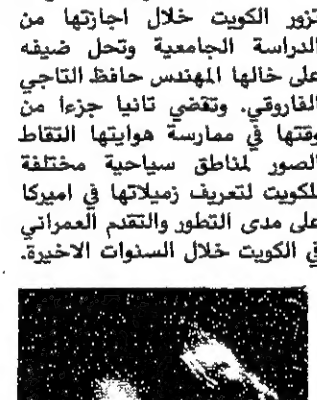 تزور الكويت خلال اجازتها من
الدراسة الجامعية وتحل ضيفه
على خالها المهندس حافظ التاجي
الفاروقي. وتقضي تانيا جزءا من
وقتها في ممارسة هوايتها التقاط
الصور لمناطق سياحية مختلفة
للكويت لتعريف زميلاتها في اميركا
على مدى التطور والتقدم العمراني
في الكويت خلال السنوات الاخيرة.